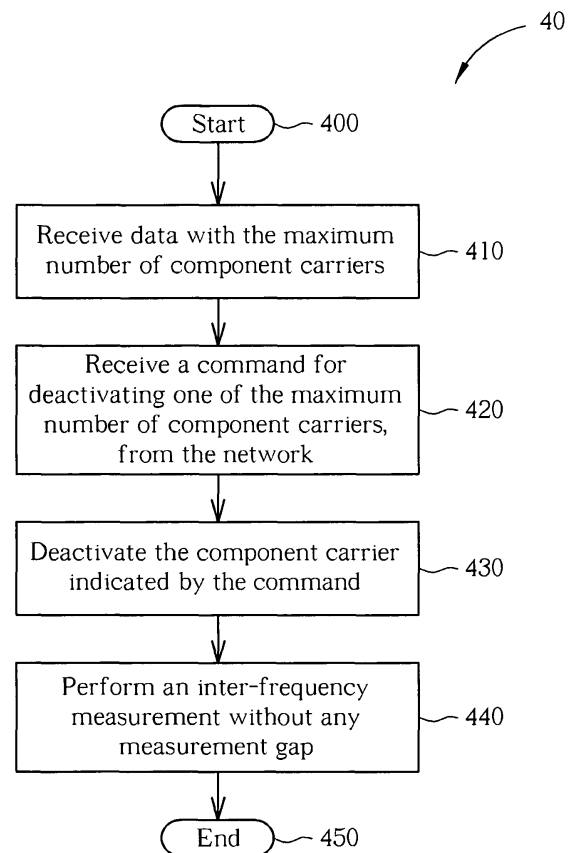 40
Start
400
Receive data with the maximum
number of component carriers
410
Receive a command for
deactivating one of the maximum
number of component carriers,
from the network
420
Deactivate the component carrier
indicated by the command
430
Perform an inter-frequency
measurement without any
measurement gap
440
End
450